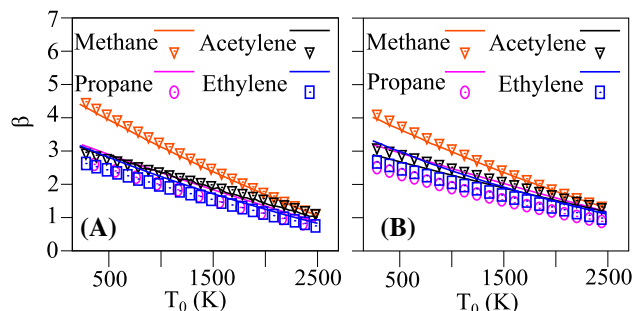 7
6
5
4
3
2
1
0
β
Methane Acetylene
Propane Ethylene
(A)
500 1500 2500
T₀ (K)
Methane Acetylene
Propane Ethylene
(B)
500 1500 2500
T₀ (K)